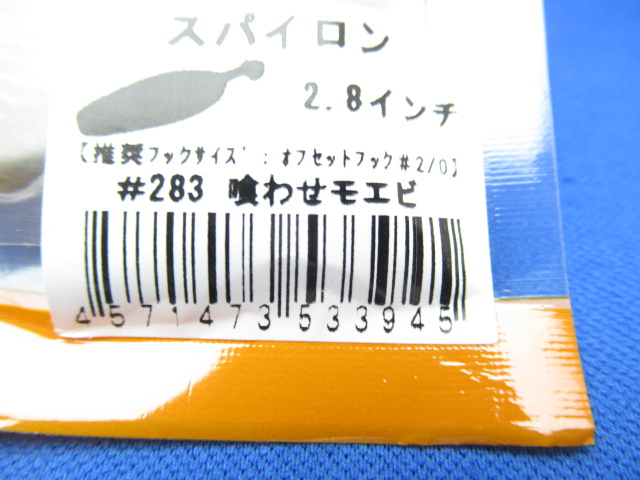 スパイロン
2.8インチ
【推奨フックサイズ：オフセットフック#2/0】
#283 喰わせモエビ
4571473533945